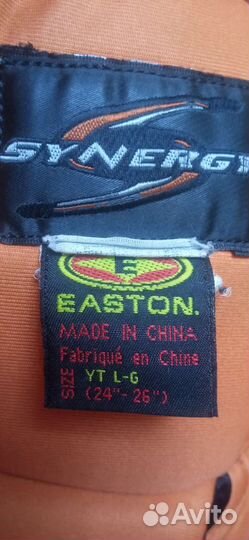 SYNERGY
E
EASTON.
MADE IN CHINA
Fabriqué en Chine
SIZE YT L-G
(24"-26")
Avito